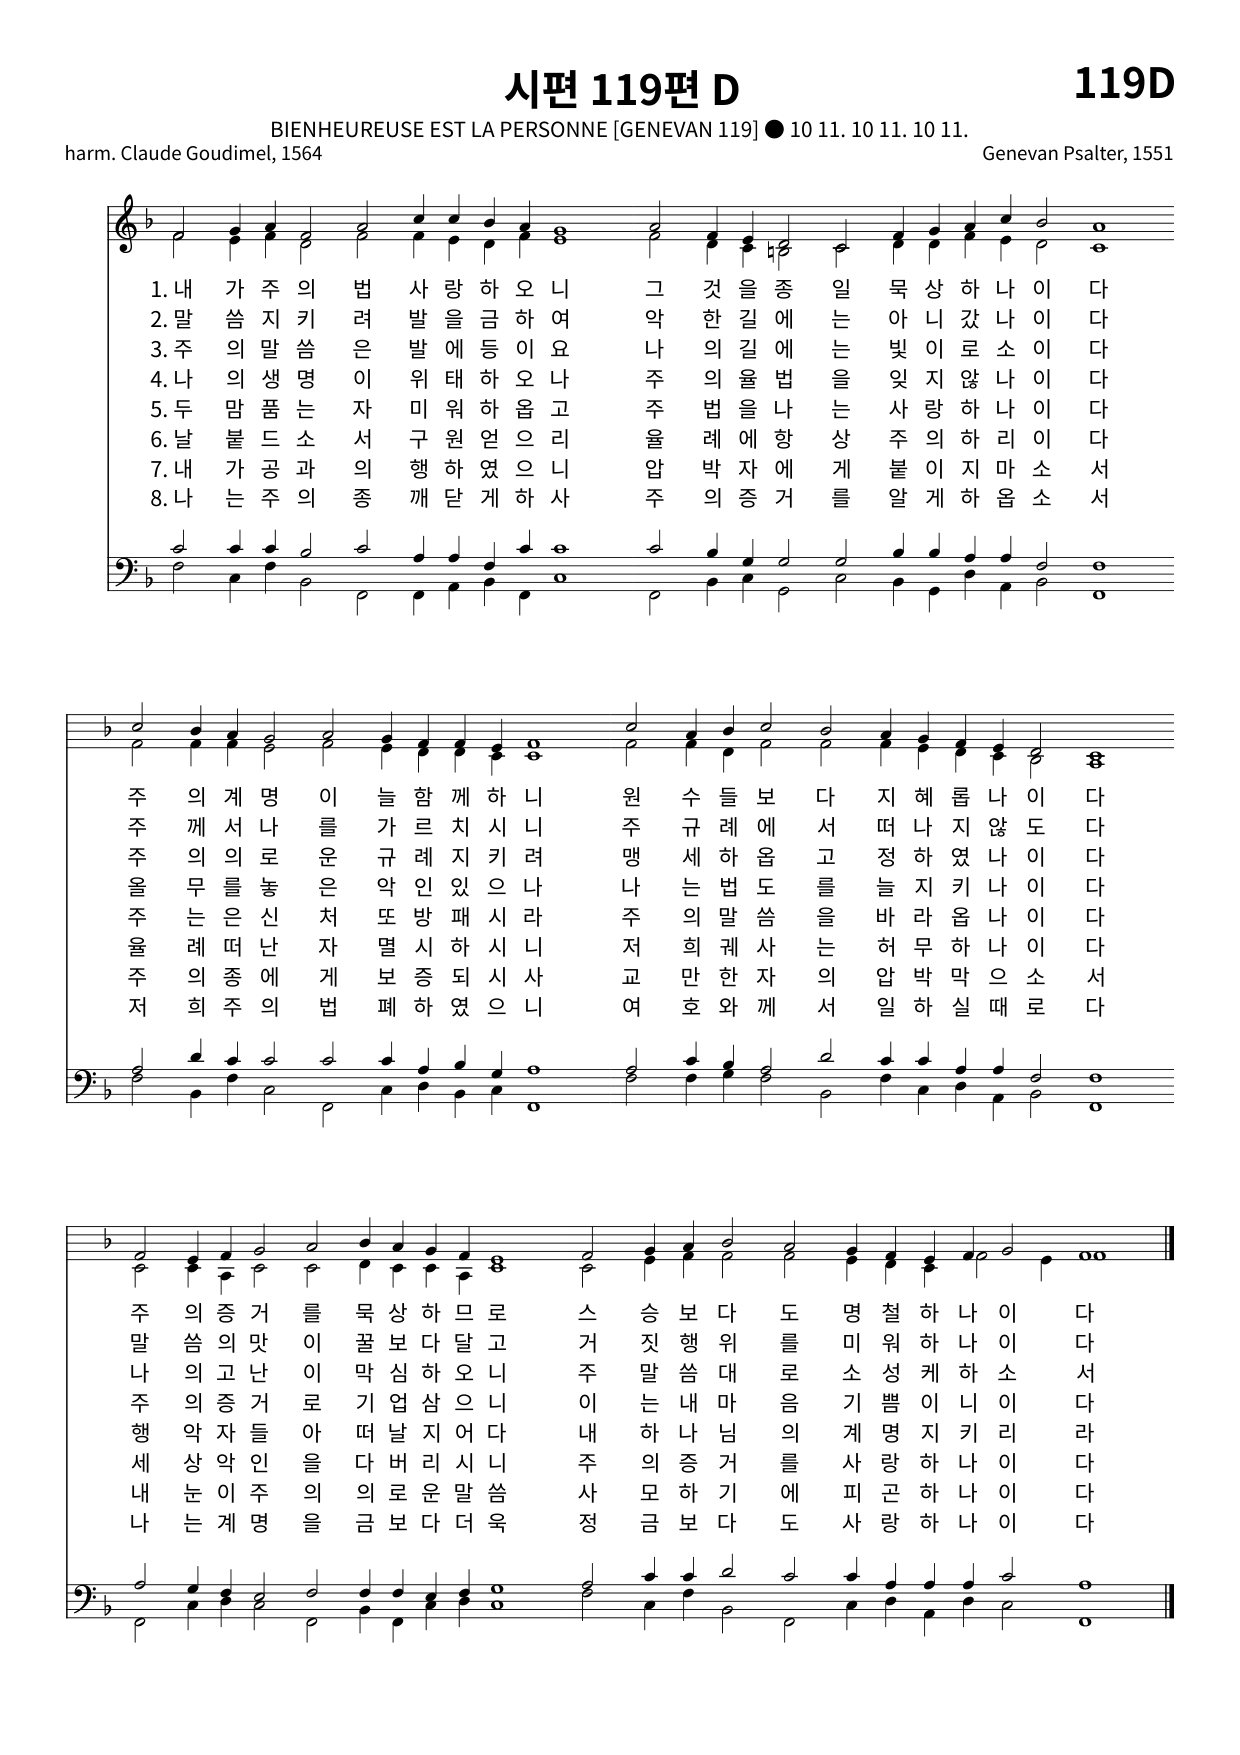 시편 119편 D
119D
BIENHEUREUSE EST LA PERSONNE [GENEVAN 119] ● 10 11. 10 11. 10 11.
harm. Claude Goudimel, 1564
Genevan Psalter, 1551
1. 내 가 주 의 법 사 랑 하 오 니 그 것 을 종 일 묵 상 하 나 이 다
2. 말 씀 지 키 려 발 을 금 하 여 악 한 길 에 는 아 니 갔 나 이 다
3. 주 의 말 씀 은 발 에 등 이 요 나 의 길 에 는 빛 이 로 소 이 다
4. 나 의 생 명 이 위 태 하 오 나 주 의 율 법 을 잊 지 않 나 이 다
5. 두 맘 품 는 자 미 워 하 옵 고 주 법 을 나 는 사 랑 하 나 이 다
6. 날 붙 드 소 서 구 원 얻 으 리 율 례 에 항 상 주 의 하 리 이 다
7. 내 가 공 과 의 행 하 였 으 니 압 박 자 에 게 붙 이 지 마 소 서
8. 나 는 주 의 종 깨 닫 게 하 사 주 의 증 거 를 알 게 하 옵 소 서
주 의 계 명 이 늘 함 께 하 니 원 수 들 보 다 지 혜 롭 나 이 다
주 께 서 나 를 가 르 치 시 니 주 규 례 에 서 떠 나 지 않 도 다
주 의 의 로 운 규 례 지 키 려 맹 세 하 옵 고 정 하 였 나 이 다
올 무 를 놓 은 악 인 있 으 나 나 는 법 도 를 늘 지 키 나 이 다
주 는 은 신 처 또 방 패 시 라 주 의 말 씀 을 바 라 옵 나 이 다
율 례 떠 난 자 멸 시 하 시 니 저 희 궤 사 는 허 무 하 나 이 다
주 의 종 에 게 보 증 되 시 사 교 만 한 자 의 압 박 막 으 소 서
저 희 주 의 법 폐 하 였 으 니 여 호 와 께 서 일 하 실 때 로 다
주 의 증 거 를 묵 상 하 므 로 스 승 보 다 도 명 철 하 나 이 다
말 씀 의 맛 이 꿀 보 다 달 고 거 짓 행 위 를 미 워 하 나 이 다
나 의 고 난 이 막 심 하 오 니 주 말 씀 대 로 소 성 케 하 소 서
주 의 증 거 로 기 업 삼 으 니 이 는 내 마 음 기 쁨 이 니 이 다
행 악 자 들 아 떠 날 지 어 다 내 하 나 님 의 계 명 지 키 리 라
세 상 악 인 을 다 버 리 시 니 주 의 증 거 를 사 랑 하 나 이 다
내 눈 이 주 의 의 로 운 말 씀 사 모 하 기 에 피 곤 하 나 이 다
나 는 계 명 을 금 보 다 더 욱 정 금 보 다 도 사 랑 하 나 이 다